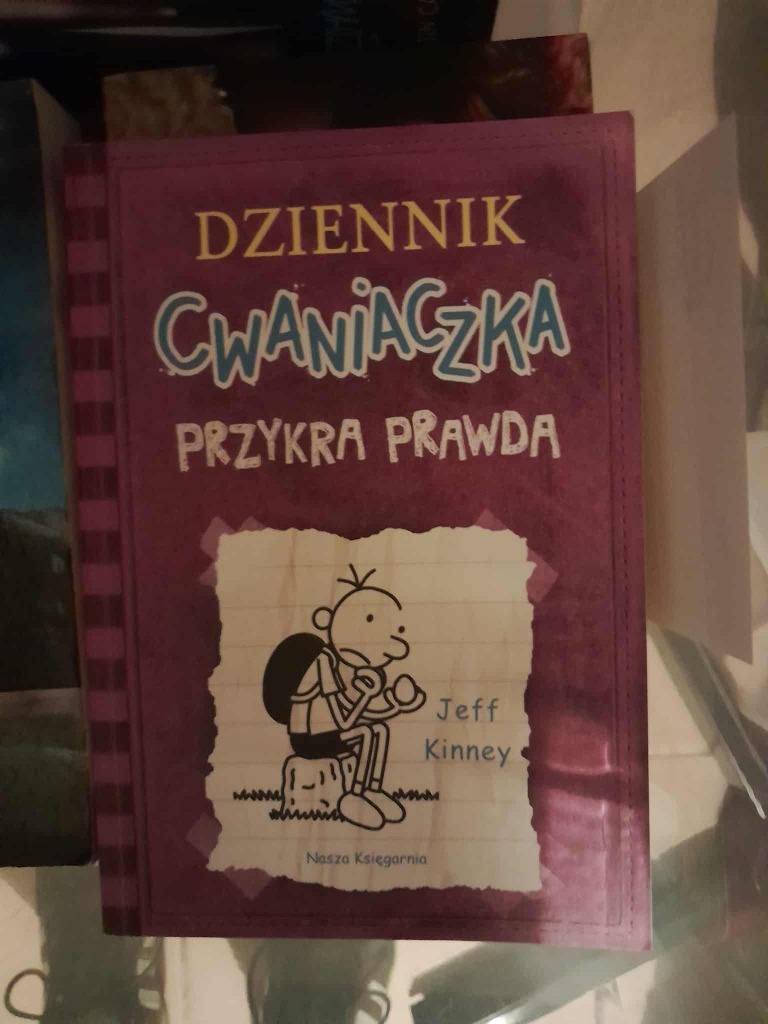 DZIENNIK
CWANIACZKA
PRZYKRA PRAWDA
Jeff
Kinney
Nasza Księgarnia